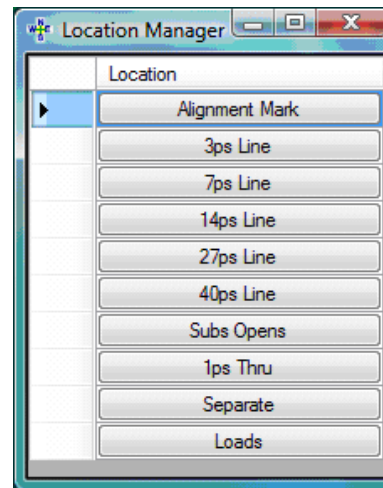 Location Manager
Location
Alignment Mark
3ps Line
7ps Line
14ps Line
27ps Line
40ps Line
Subs Opens
1ps Thru
Separate
Loads